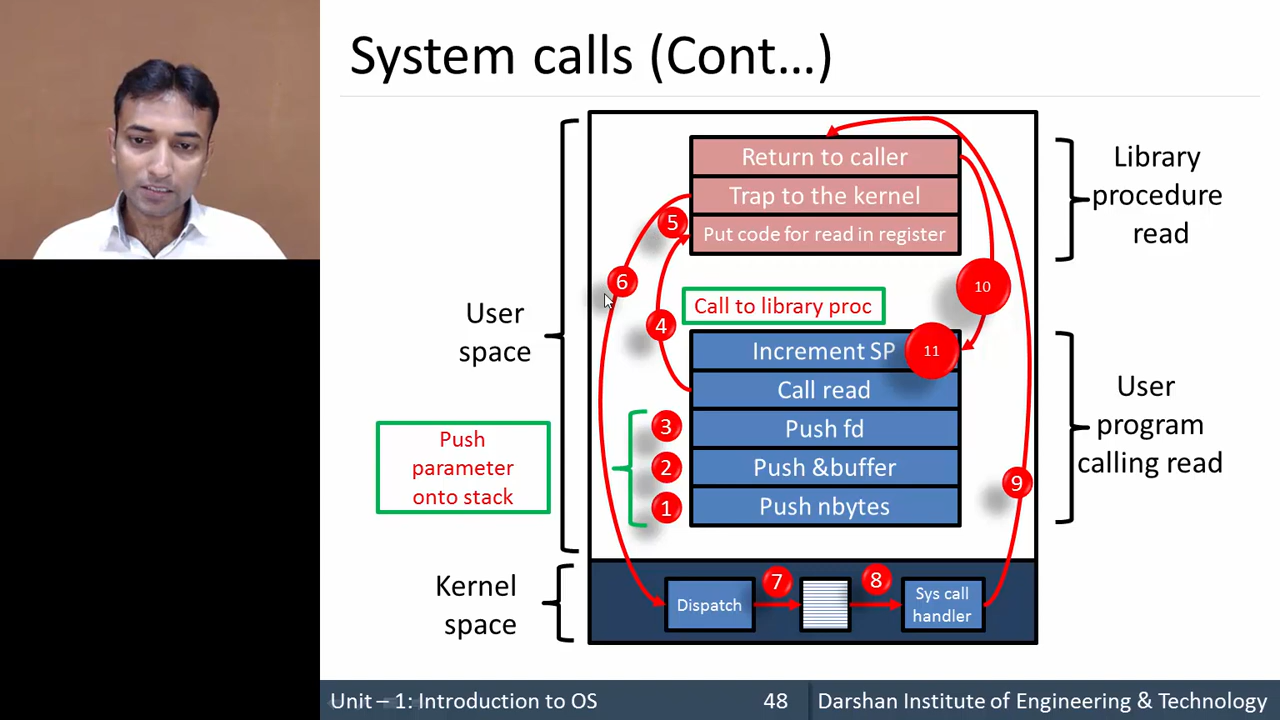 System calls (Cont…)
Return to caller
Trap to the kernel
Put code for read in register
Library
procedure
read
5
6
10
Call to library proc
4
User
space
Increment SP
11
Call read
3
Push fd
2
Push &buffer
1
Push nbytes
User
program
calling read
Push
parameter
onto stack
9
Kernel
space
Dispatch
7
8
Sys call
handler
Unit – 1: Introduction to OS
48
Darshan Institute of Engineering & Technology